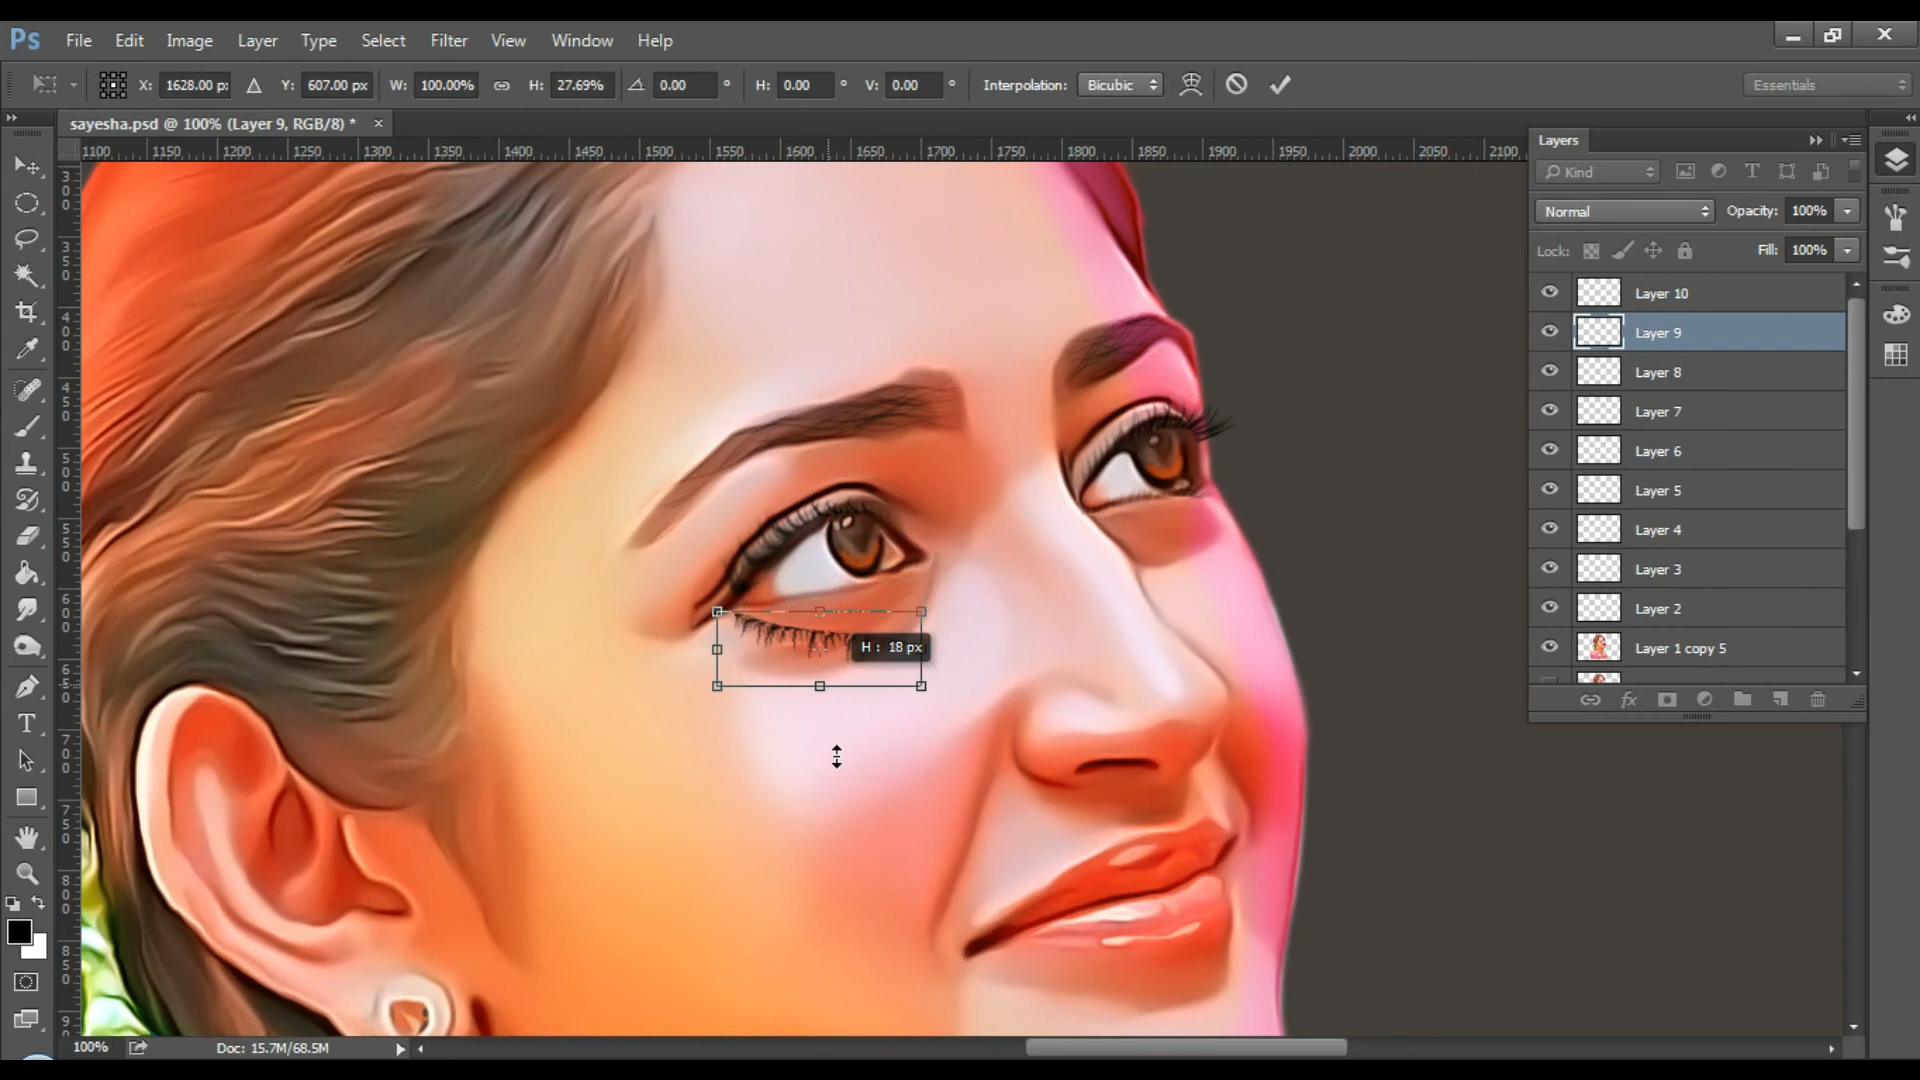 Ps File Edit Image Layer Type Select Filter View Window Help
X: 1628.00 p: Y: 607.00 px W: 100.00% H: 27.69% 0.00 ° H: 0.00 ° V: 0.00 ° Interpolation: Bicubic Essentials
sayesha.psd @ 100% (Layer 9, RGB/8) * ×
1100 1150 1200 1250 1300 1350 1400 1450 1500 1550 1600 1650 1700 1750 1800 1850 1900 1950 2000 2050 2100
Layers
Kind
Normal Opacity: 100%
Lock: Fill: 100%
Layer 10
Layer 9
Layer 8
Layer 7
Layer 6
Layer 5
Layer 4
Layer 3
Layer 2
Layer 1 copy 5
H : 18 px
100% Doc: 15.7M/68.5M